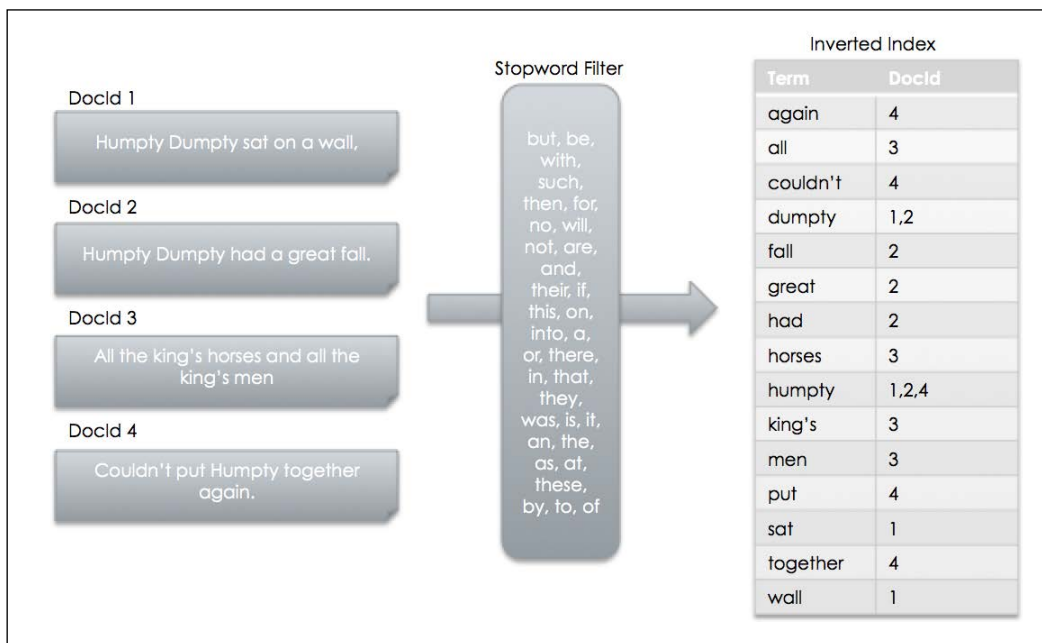 DocId 1
Humpty Dumpty sat on a wall,
DocId 2
Humpty Dumpty had a great fall.
DocId 3
All the king's horses and all the
king's men
DocId 4
Couldn't put Humpty together
again.
Stopword Filter
but, be,
with,
such,
then, for,
no, will,
not, are,
and,
their, if,
this, on,
into, a,
or, there,
in, that,
they,
was, is, it,
an, the,
as, at,
these,
by, to, of
Inverted Index
Term DocId
again 4
all 3
couldn't 4
dumpty 1,2
fall 2
great 2
had 2
horses 3
humpty 1,2,4
king's 3
men 3
put 4
sat 1
together 4
wall 1